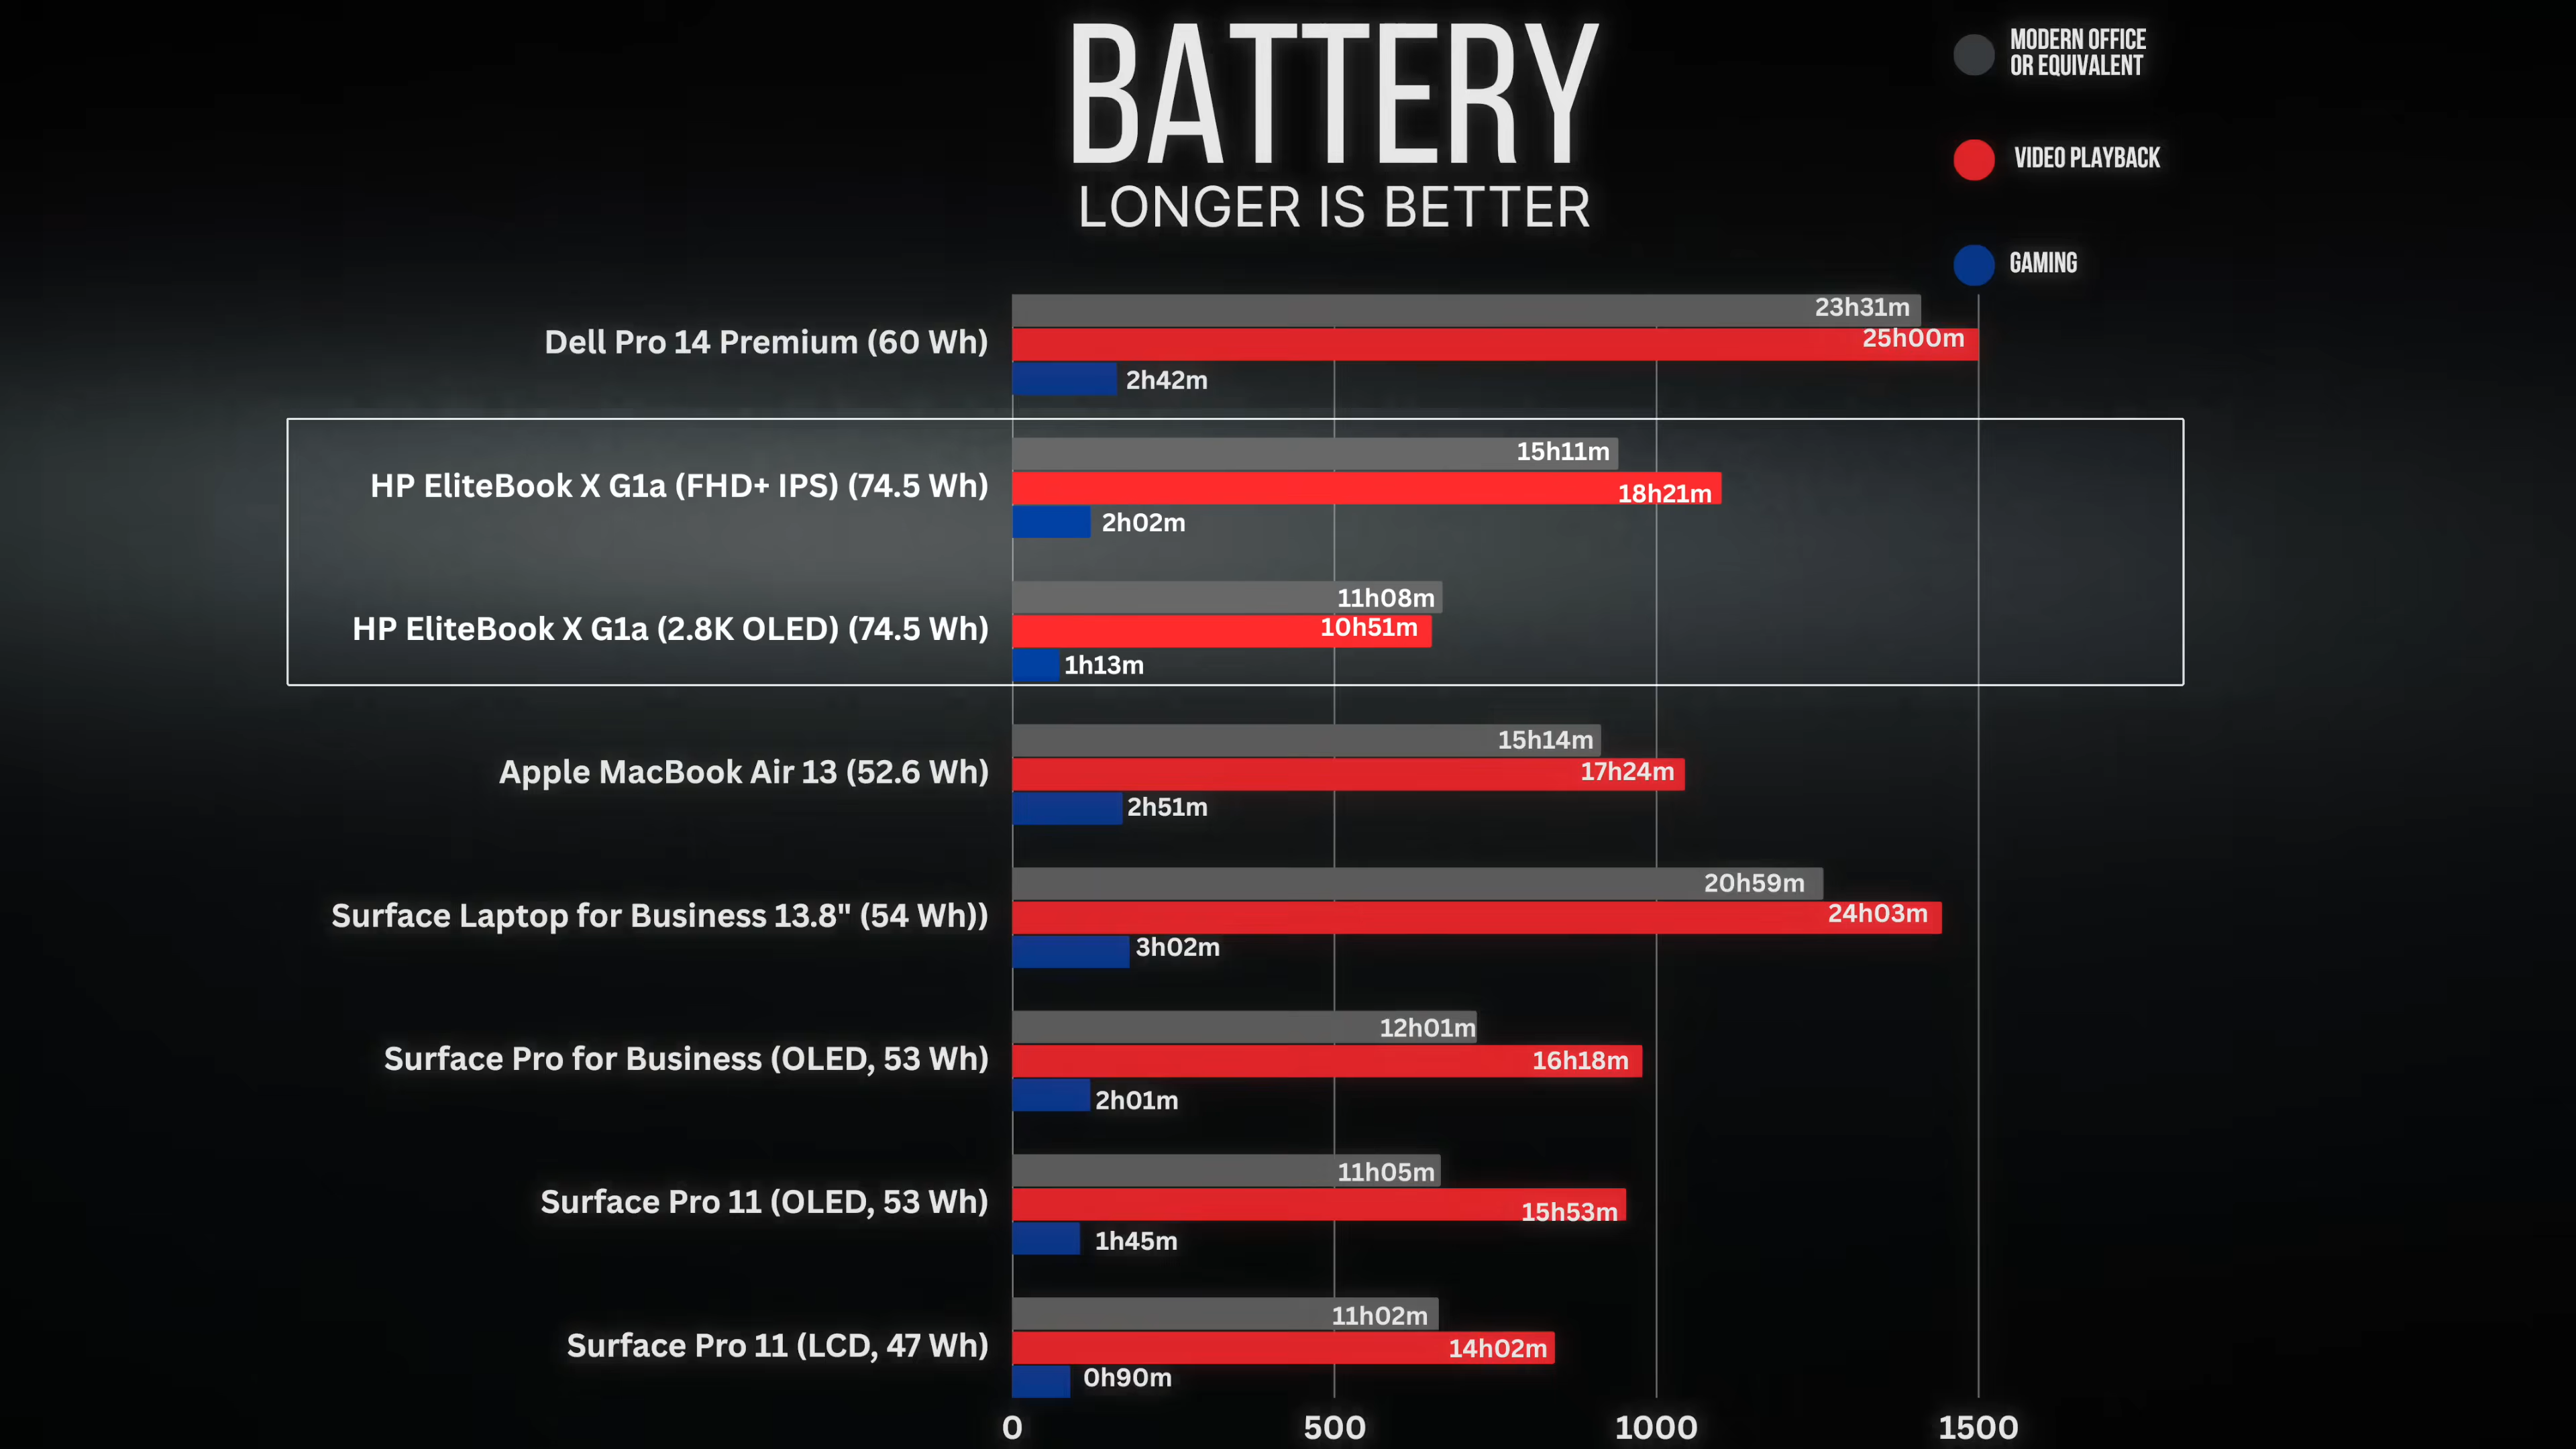 BATTERY
LONGER IS BETTER
MODERN OFFICE
OR EQUIVALENT
VIDEO PLAYBACK
GAMING
Dell Pro 14 Premium (60 Wh)
23h31m
25h00m
2h42m
HP EliteBook X G1a (FHD+ IPS) (74.5 Wh)
15h11m
18h21m
2h02m
HP EliteBook X G1a (2.8K OLED) (74.5 Wh)
11h08m
10h51m
1h13m
Apple MacBook Air 13 (52.6 Wh)
15h14m
17h24m
2h51m
Surface Laptop for Business 13.8" (54 Wh))
20h59m
24h03m
3h02m
Surface Pro for Business (OLED, 53 Wh)
12h01m
16h18m
2h01m
Surface Pro 11 (OLED, 53 Wh)
11h05m
15h53m
1h45m
Surface Pro 11 (LCD, 47 Wh)
11h02m
14h02m
0h90m
0 500 1000 1500